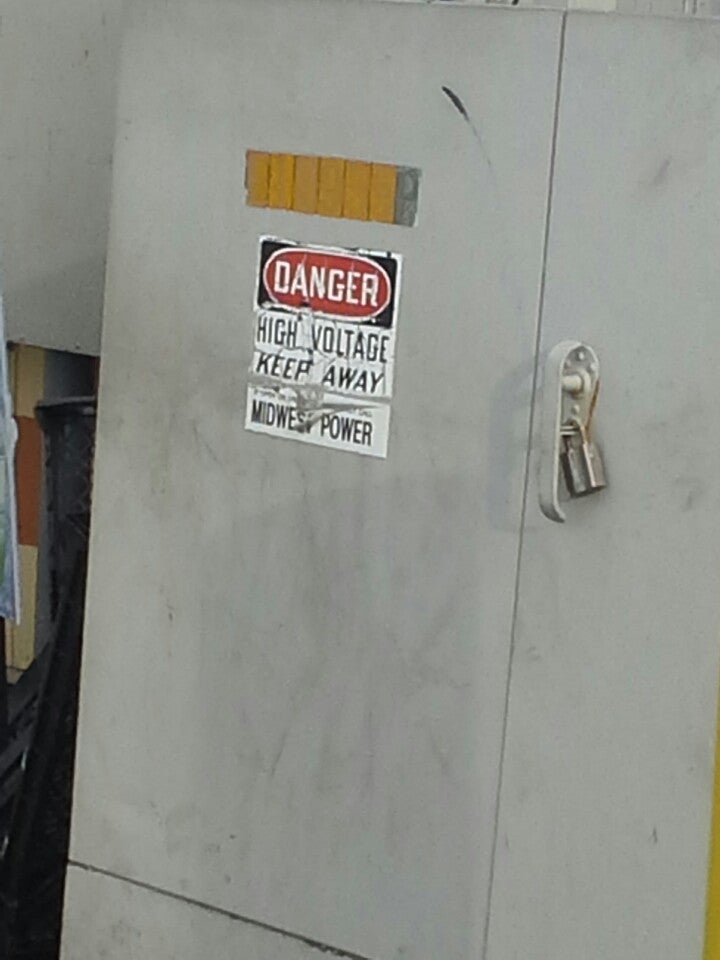 DANGER
HIGH VOLTAGE
KEEP AWAY
MIDWEST POWER